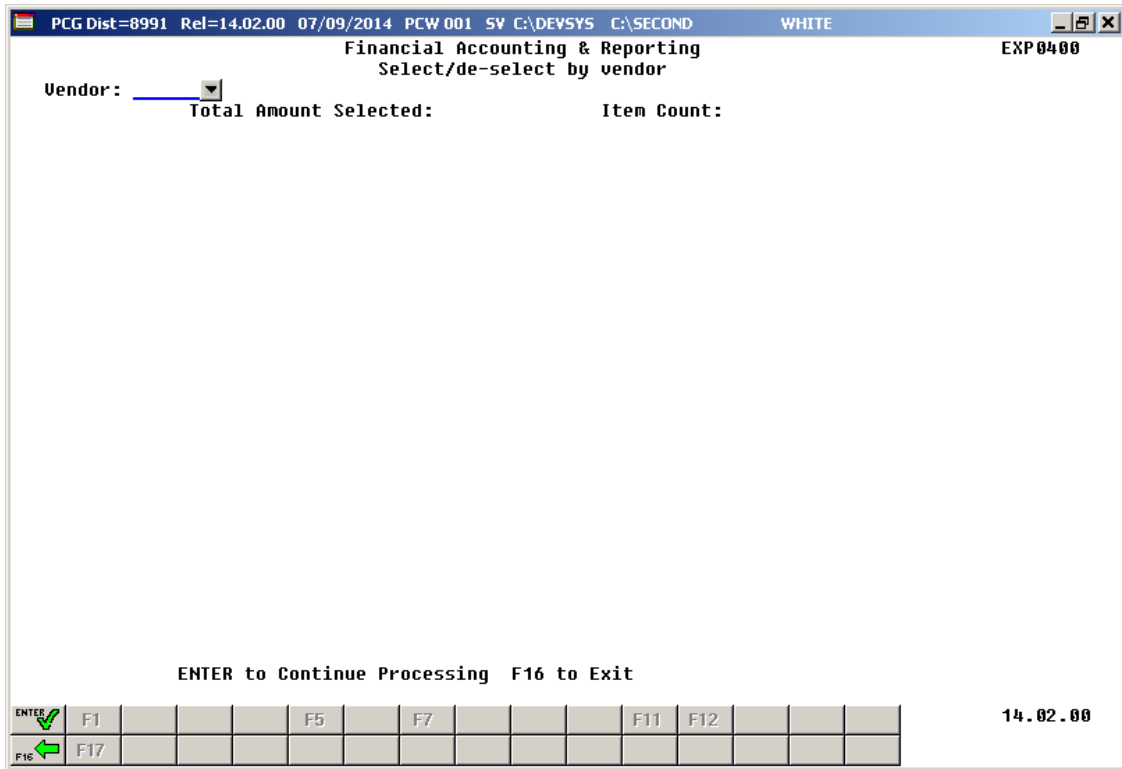 PCG Dist=8991 Rel=14.02.00 07/09/2014 PCW 001 SV C:\DEVSYS C:\SECOND WHITE
Financial Accounting & Reporting EXP0400
Select/de-select by vendor
Vendor:
Total Amount Selected: Item Count:
ENTER to Continue Processing F16 to Exit
ENTER F1 F5 F7 F11 F12 14.02.00
F16 F17